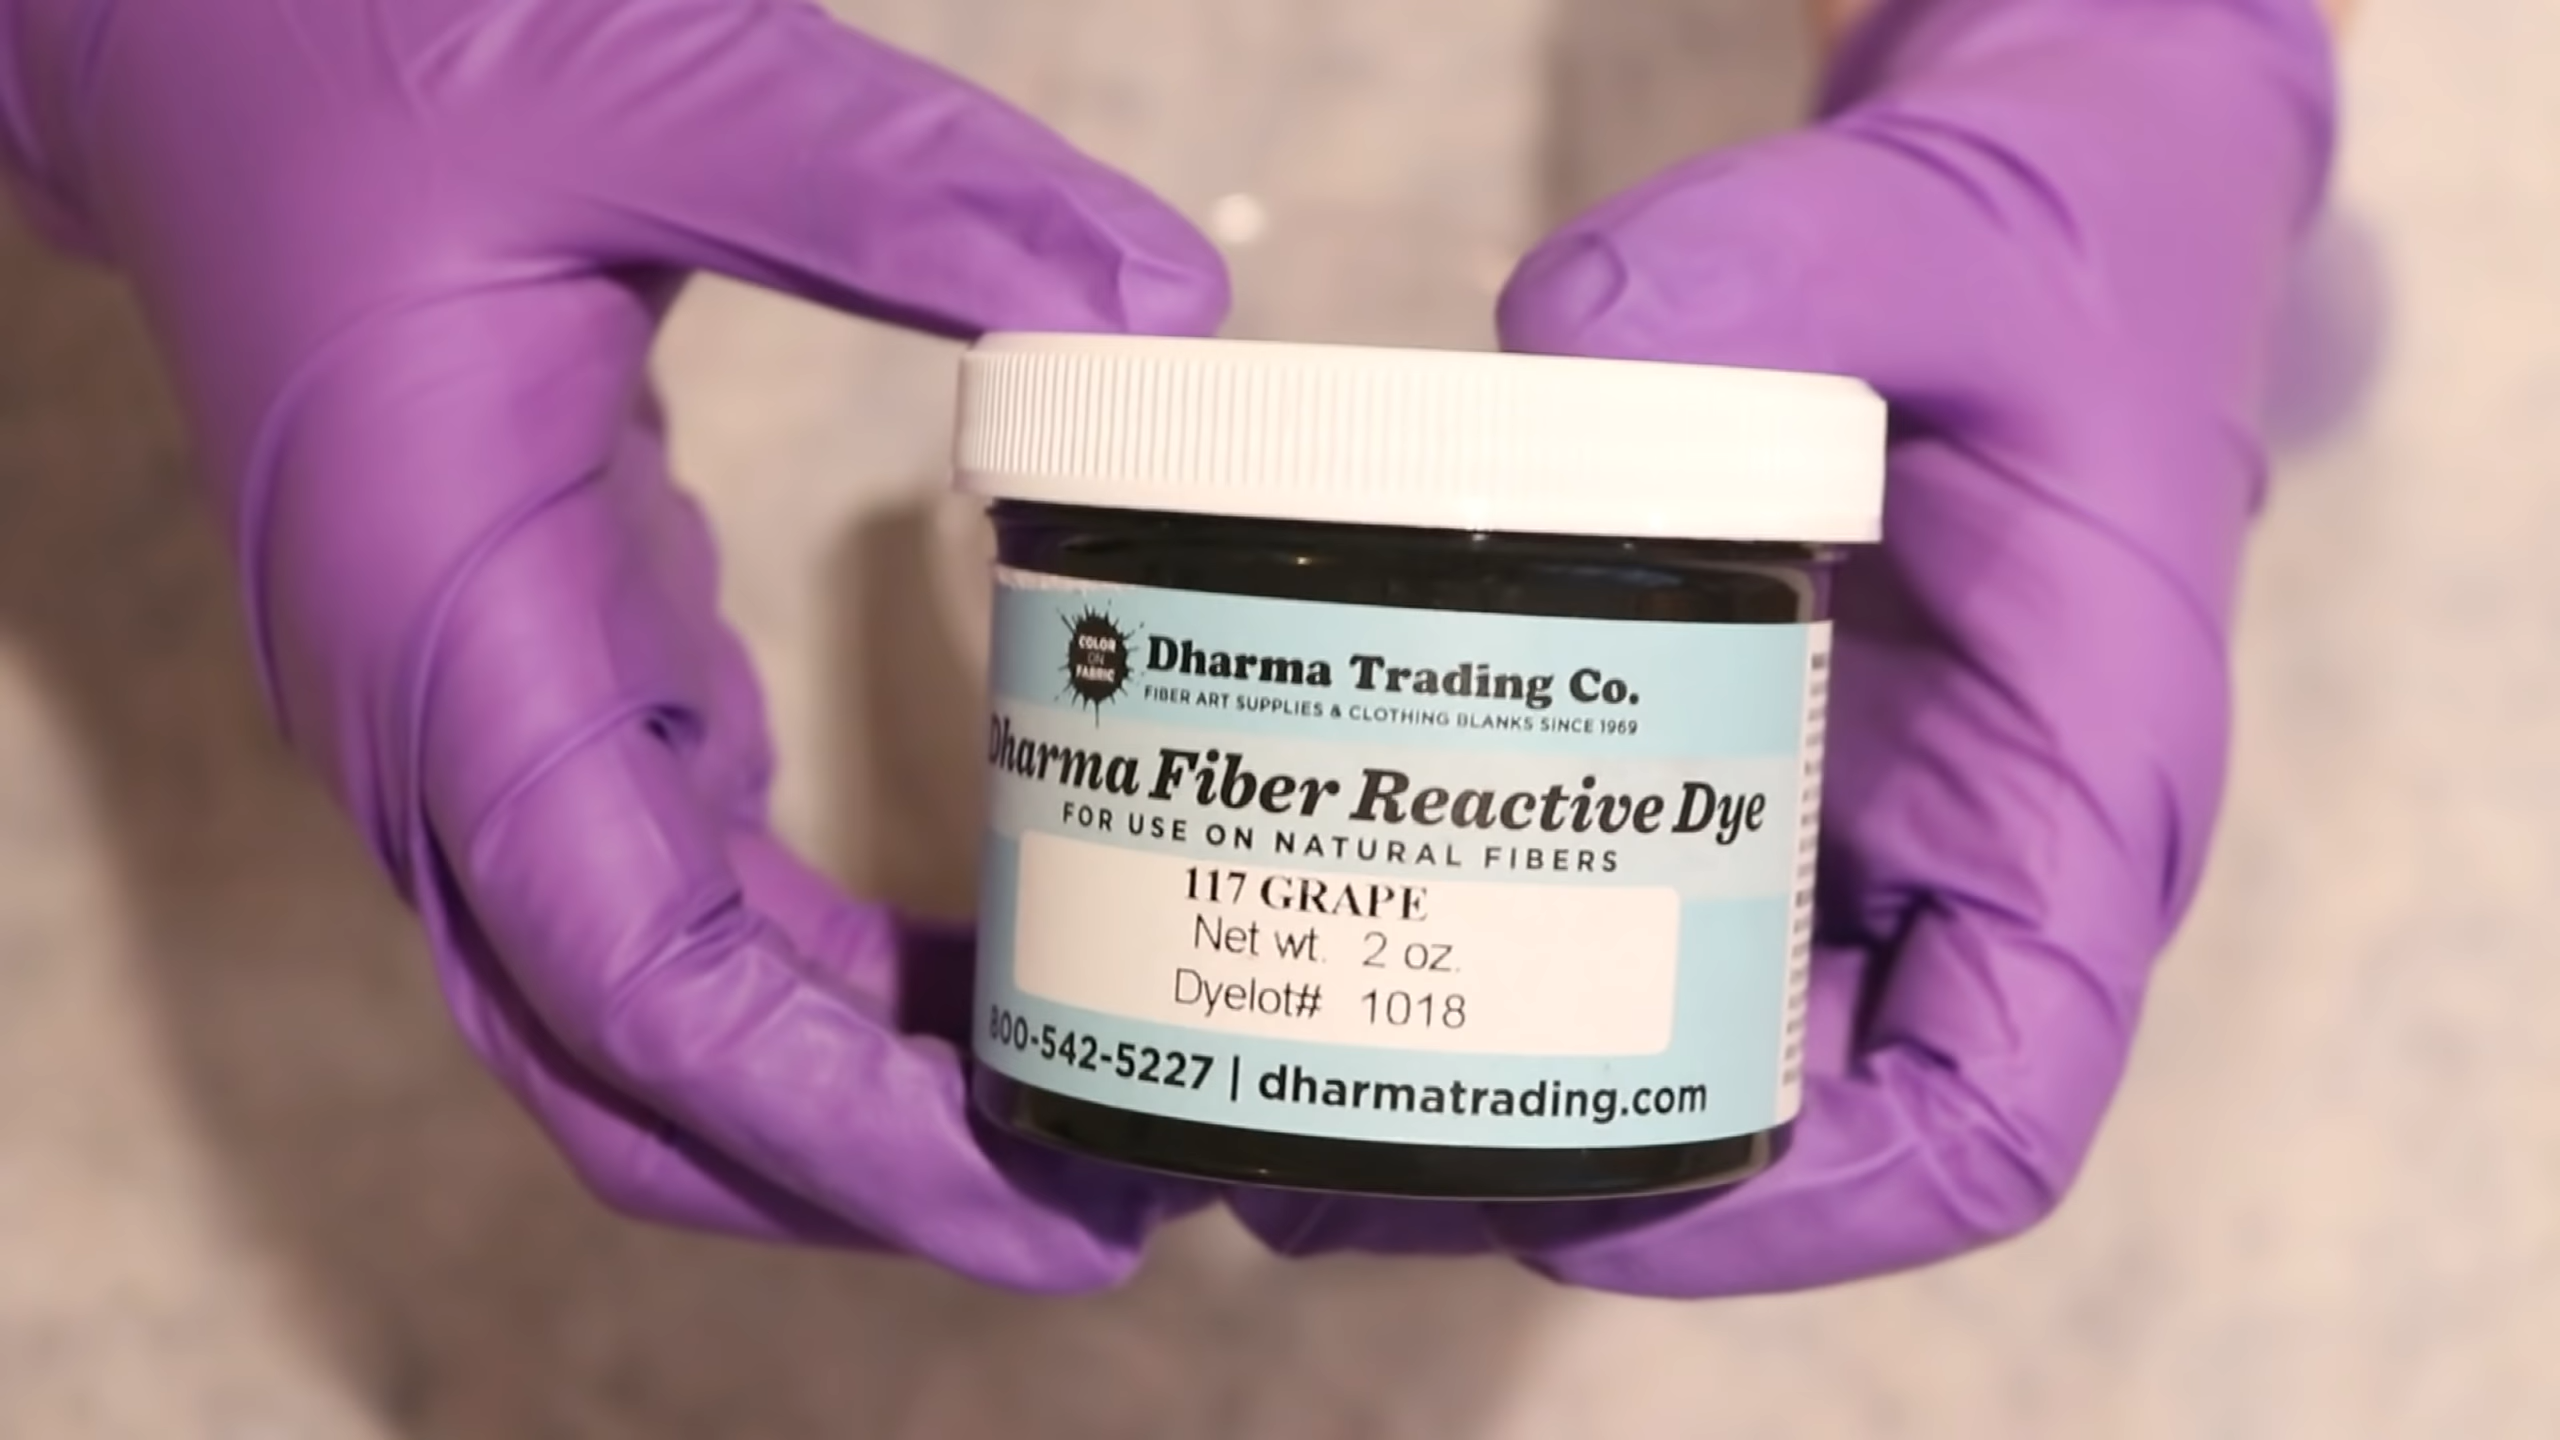 COLOR
ON
FABRIC
Dharma Trading Co.
FIBER ART SUPPLIES & CLOTHING BLANKS SINCE 1969
Dharma Fiber Reactive Dye
FOR USE ON NATURAL FIBERS
117 GRAPE
Net wt. 2 oz.
Dyelot# 1018
800-542-5227 | dharmatrading.com